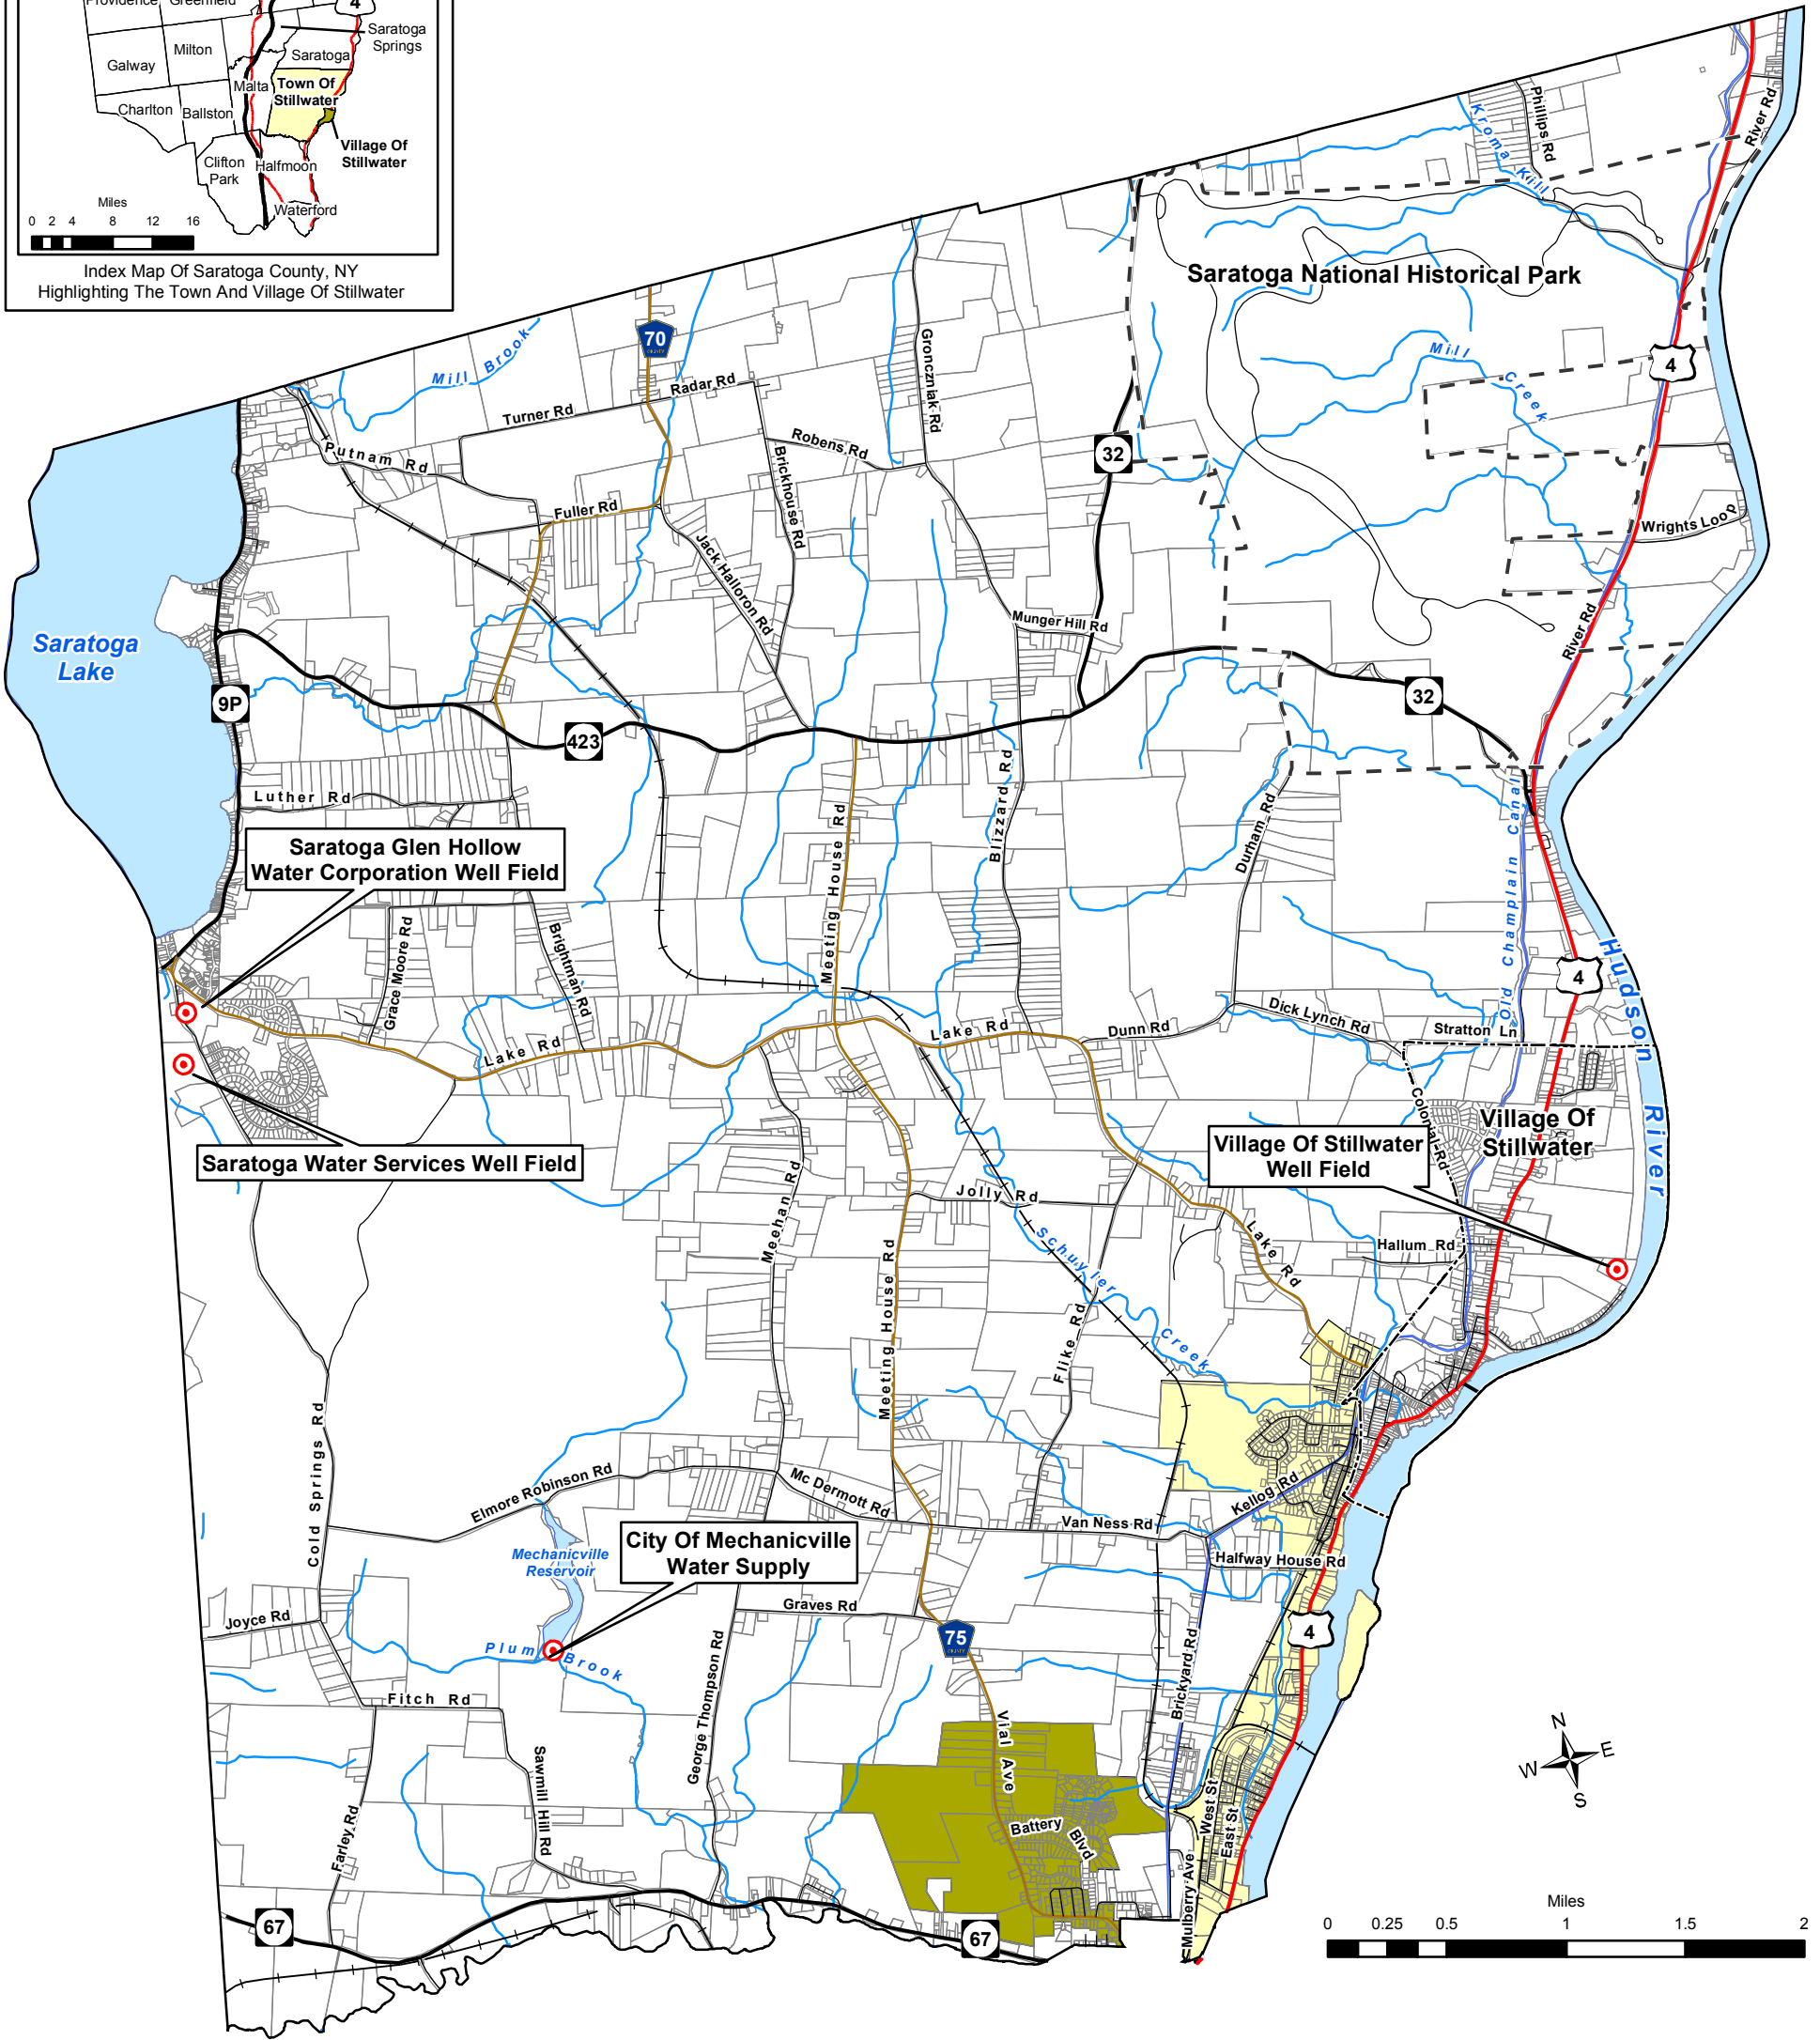 Providence Greenfield
4
Saratoga
Springs
Milton
Galway
Saratoga
Malta
Town Of
Stillwater
Charlton
Ballston
Village Of
Stillwater
Clifton
Park
Halfmoon
Waterford
Miles
0 2 4 8 12 16
Index Map Of Saratoga County, NY
Highlighting The Town And Village Of Stillwater
Phillips Rd
Kroma Kill
River Rd
Saratoga National Historical Park
Mill Brook
70
COUNTY
Radar Rd
Turner Rd
Gronczniak Rd
Mill Creek
4
Putnam Rd
Robens Rd
32
Brickhouse Rd
Fuller Rd
Wrights Loop
Jack Halloron Rd
Munger Hill Rd
River Rd
Saratoga
Lake
9P
32
423
Luther Rd
Meeting House Rd
Blizzard Rd
Durham Rd
Old Champlain Canal
Saratoga Glen Hollow
Water Corporation Well Field
Grace Moore Rd
Brightman Rd
Hudson River
4
Lake Rd
Lake Rd
Dunn Rd
Dick Lynch Rd
Stratton Ln
Colonial Rd
Village Of
Stillwater
Village Of Stillwater
Well Field
Saratoga Water Services Well Field
Meehan Rd
Jolly Rd
Schuyler Creek
Lake Rd
Hallum Rd
Meeting House Rd
Flike Rd
Cold Springs Rd
Elmore Robinson Rd
Mc Dermott Rd
Kellog Rd
Van Ness Rd
Mechanicville
Reservoir
City Of Mechanicville
Water Supply
Halfway House Rd
Joyce Rd
Graves Rd
4
Plum Brook
75
COUNTY
George Thompson Rd
Brickyard Rd
Fitch Rd
Vial Ave
N
W E
S
Sawmill Hill Rd
Farley Rd
Battery Blvd
West St
East St
Mulberry Ave
67
67
Miles
0 0.25 0.5 1 1.5 2